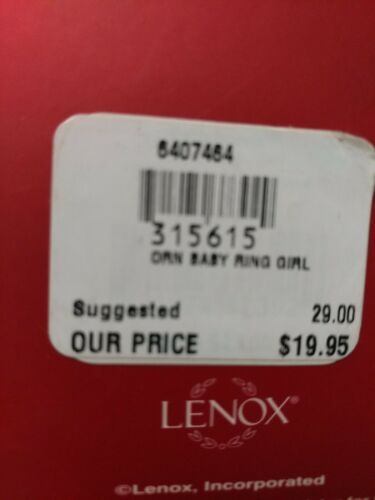 6407464
315615
ORN BABY RING GIRL
Suggested 29.00
OUR PRICE $19.95
LENOX®
©Lenox, Incorporated